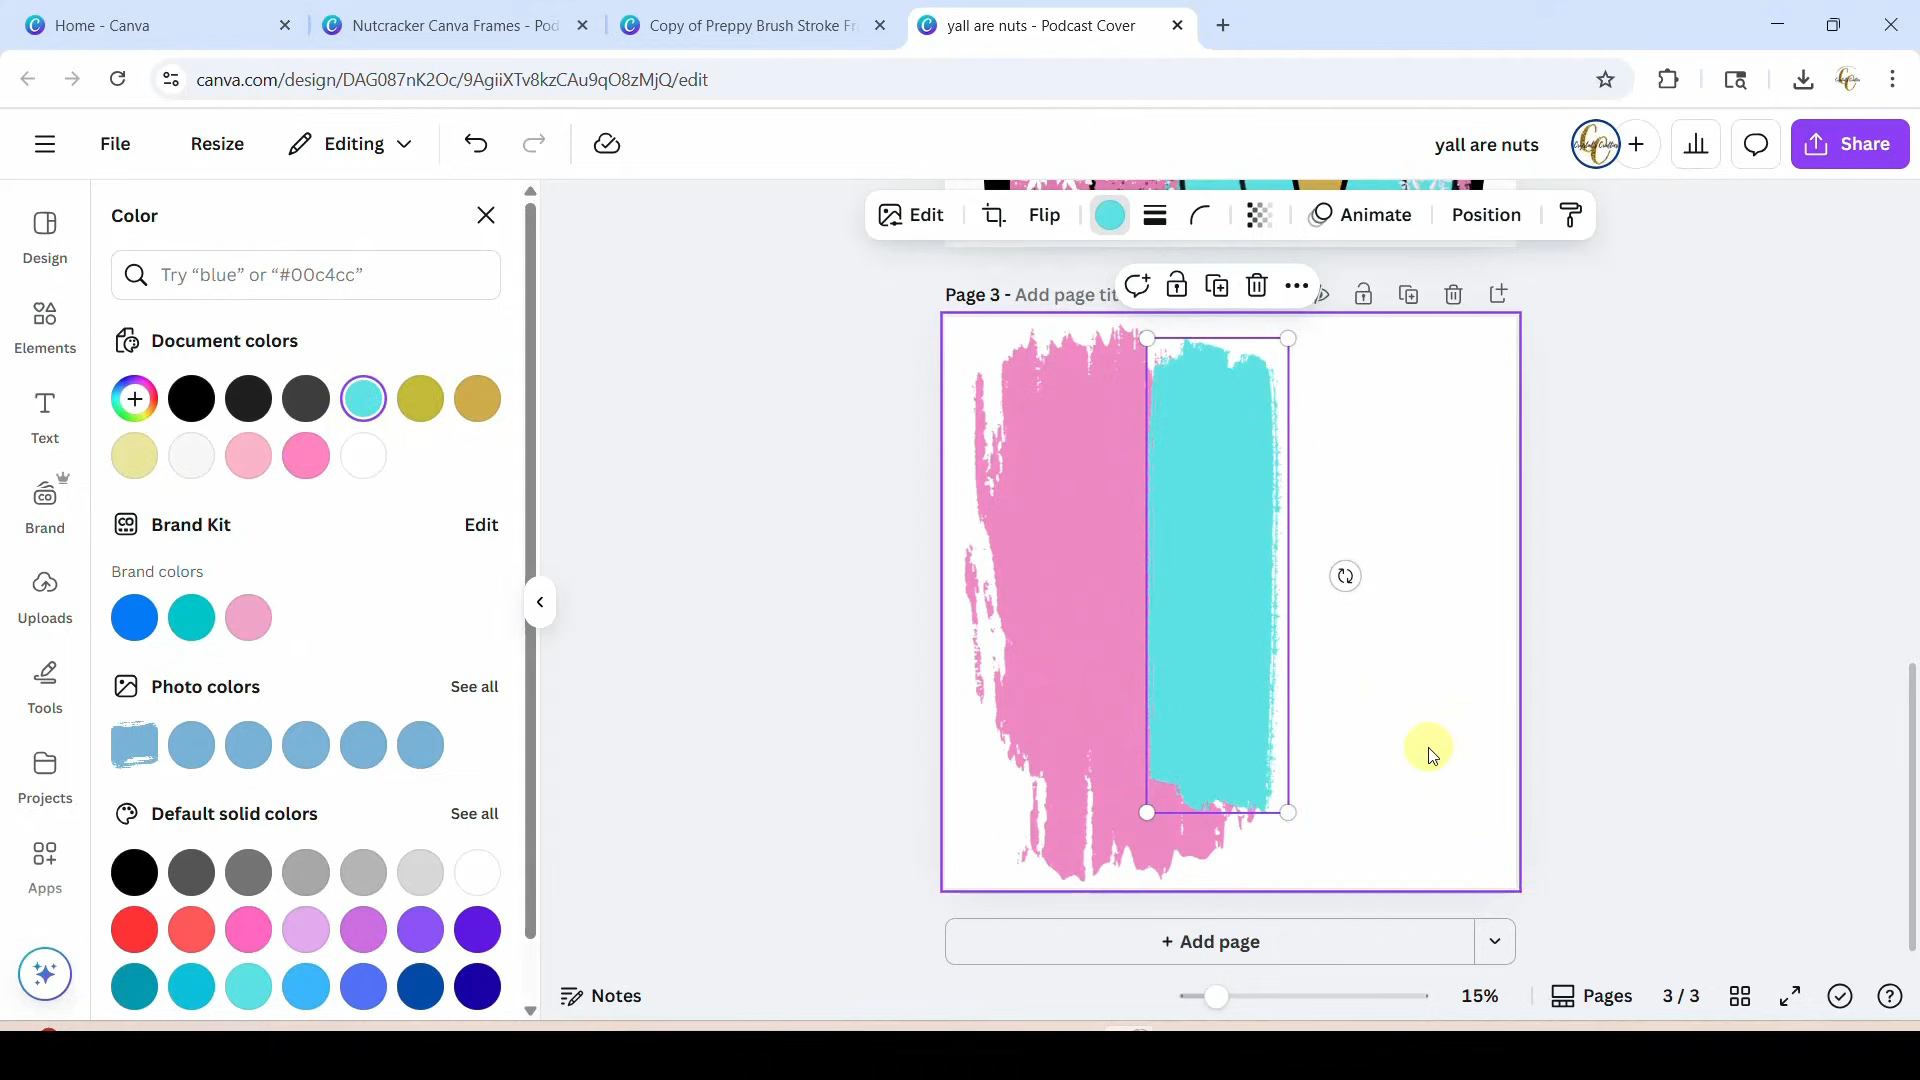 Home - Canva
Nutcracker Canva Frames - Pod
Copy of Preppy Brush Stroke Fr
yall are nuts - Podcast Cover
canva.com/design/DAG087nK2Oc/9AgiiXTv8kzCAu9qO8zMjQ/edit
File
Resize
Editing
yall are nuts
Share
Design
Elements
Text
Brand
Uploads
Tools
Projects
Apps
Color
Try “blue” or “#00c4cc”
Document colors
Brand Kit
Edit
Brand colors
Photo colors
See all
Default solid colors
See all
Edit
Flip
Animate
Position
Page 3 - Add page tit
+ Add page
Notes
15%
Pages
3 / 3